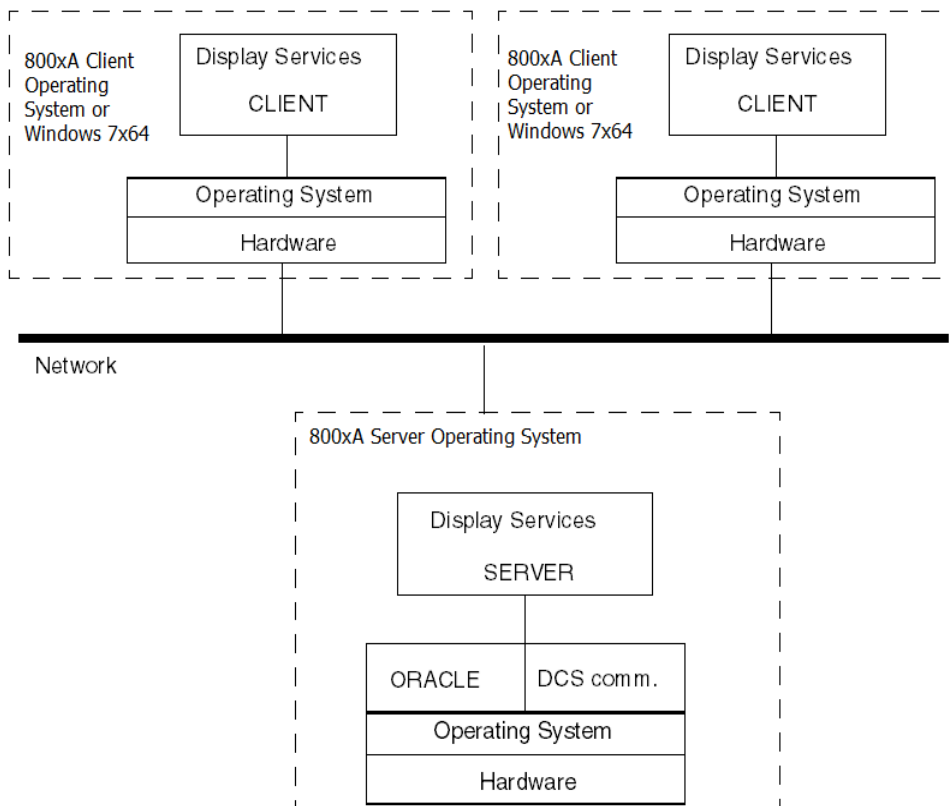 800xA Client
Operating
System or
Windows 7x64
Display Services
CLIENT
Operating System
Hardware
800xA Client
Operating
System or
Windows 7x64
Display Services
CLIENT
Operating System
Hardware
Network
800xA Server Operating System
Display Services
SERVER
ORACLE
DCS comm.
Operating System
Hardware